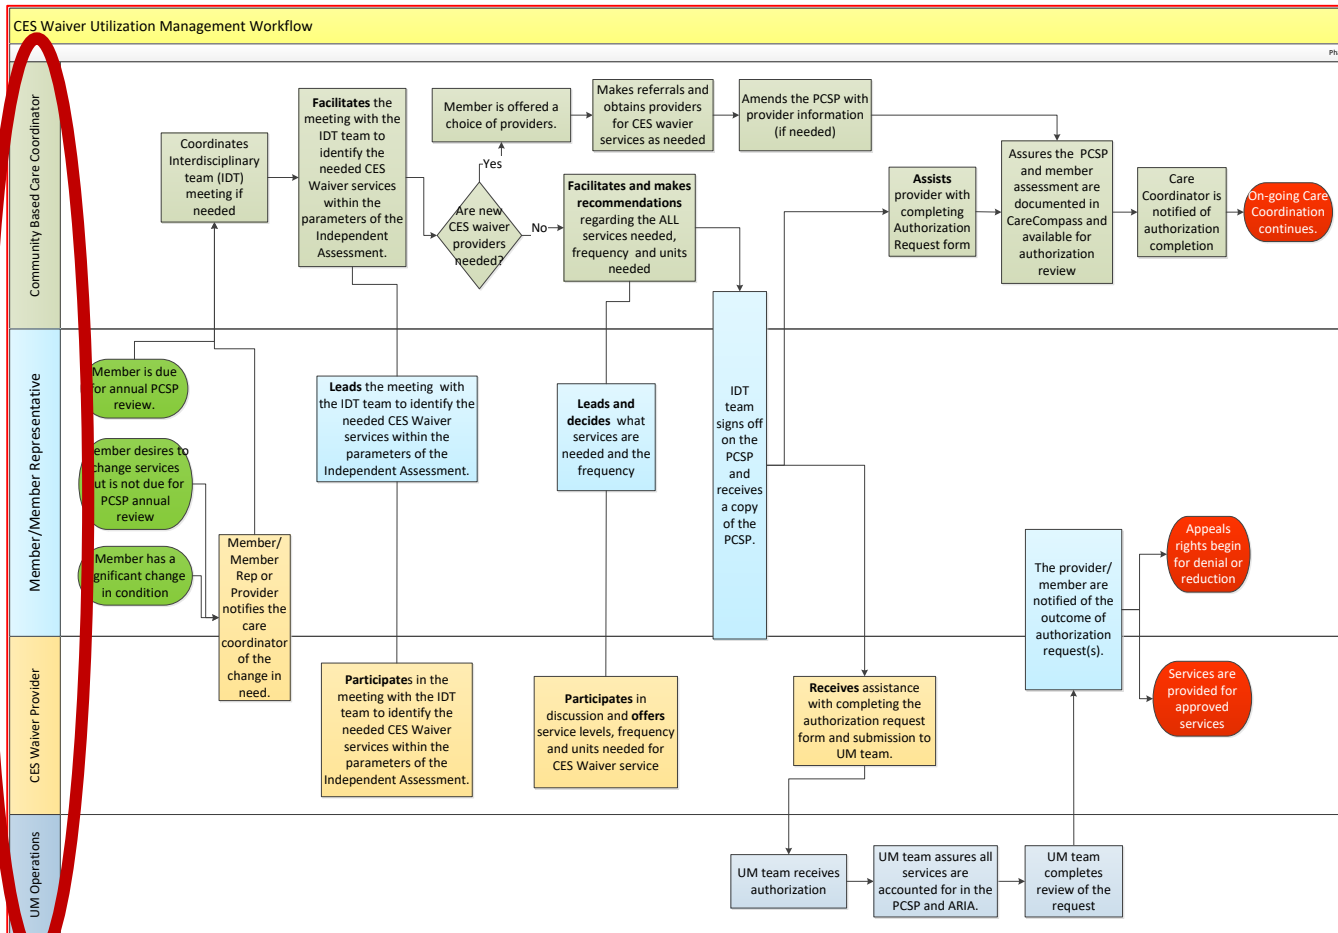 CES Waiver Utilization Management Workflow
Ph
Community Based Care Coordinator
Coordinates
Interdisciplinary
team (IDT)
meeting if
needed
Facilitates the
meeting with the
IDT team to
identify the
needed CES
Waiver services
within the
parameters of the
Independent
Assessment.
Member is offered a
choice of providers.
Yes
Are new
CES waiver
providers
needed?
No
Makes referrals and
obtains providers
for CES wavier
services as needed
Amends the PCSP with
provider information
(if needed)
Facilitates and makes
recommendations
regarding the ALL
services needed,
frequency and units
needed
Assists
provider with
completing
Authorization
Request form
Assures the PCSP
and member
assessment are
documented in
CareCompass and
available for
authorization
review
Care
Coordinator is
notified of
authorization
completion
On-going Care
Coordination
continues.
Member/Member Representative
Member is due
for annual PCSP
review.
ember desires to
change services
but is not due for
PCSP annual
review
Member has a
significant change
in condition
Member/
Member
Rep or
Provider
notifies the
care
coordinator
of the
change in
need.
Leads the meeting with
the IDT team to identify the
needed CES Waiver
services within the
parameters of the
Independent Assessment.
Leads and
decides what
services are
needed and the
frequency
IDT
team
signs off
on the
PCSP
and
receives
a copy
of the
PCSP.
The provider/
member are
notified of the
outcome of
authorization
request(s).
Appeals
rights begin
for denial or
reduction
CES Waiver Provider
Participates in the
meeting with the IDT
team to identify the
needed CES Waiver
services within the
parameters of the
Independent Assessment.
Participates in
discussion and offers
service levels, frequency
and units needed for
CES Waiver service
Receives assistance
with completing the
authorization request
form and submission to
UM team.
Services are
provided for
approved
services
UM Operations
UM team receives
authorization
UM team assures all
services are
accounted for in the
PCSP and ARIA.
UM team
completes
review of the
request